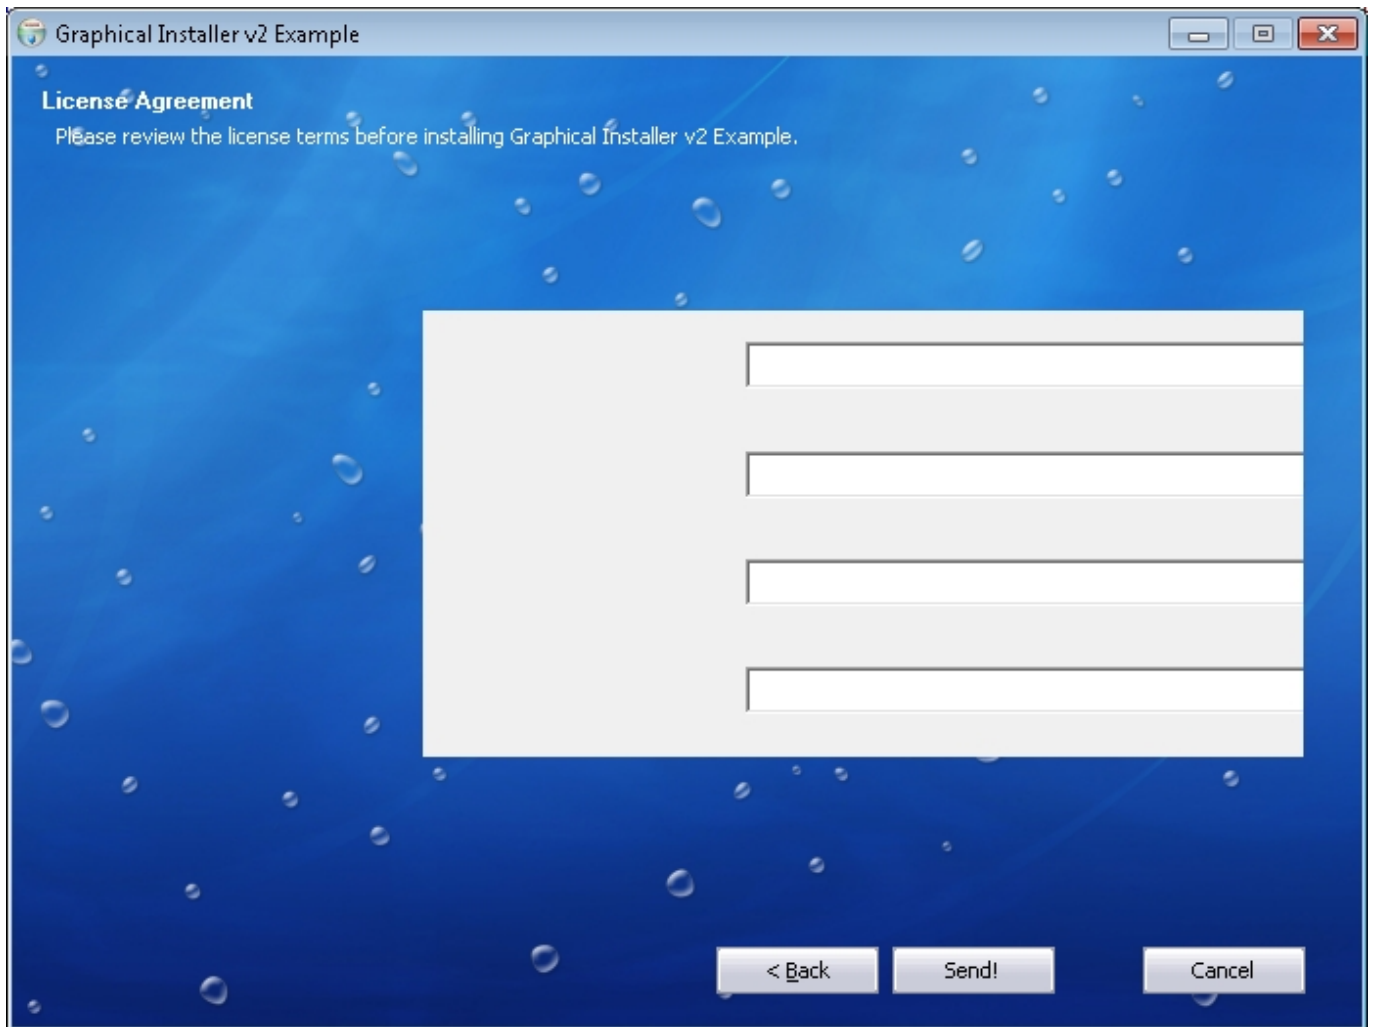 Graphical Installer v2 Example
License Agreement
Please review the license terms before installing Graphical Installer v2 Example.
< Back
Send!
Cancel